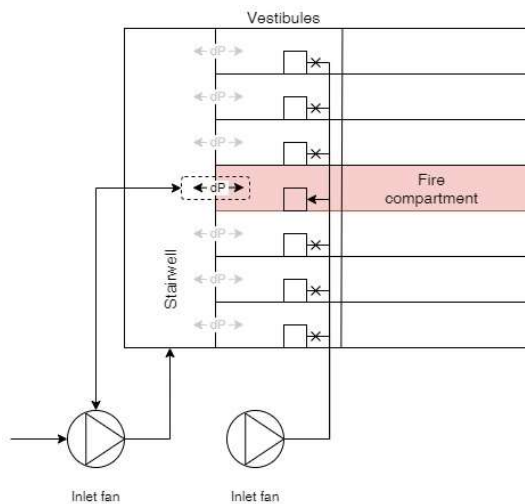 Vestibules
dP
dP
dP
dP
Fire
compartment
dP
dP
dP
Stairwell
Inlet fan
Inlet fan